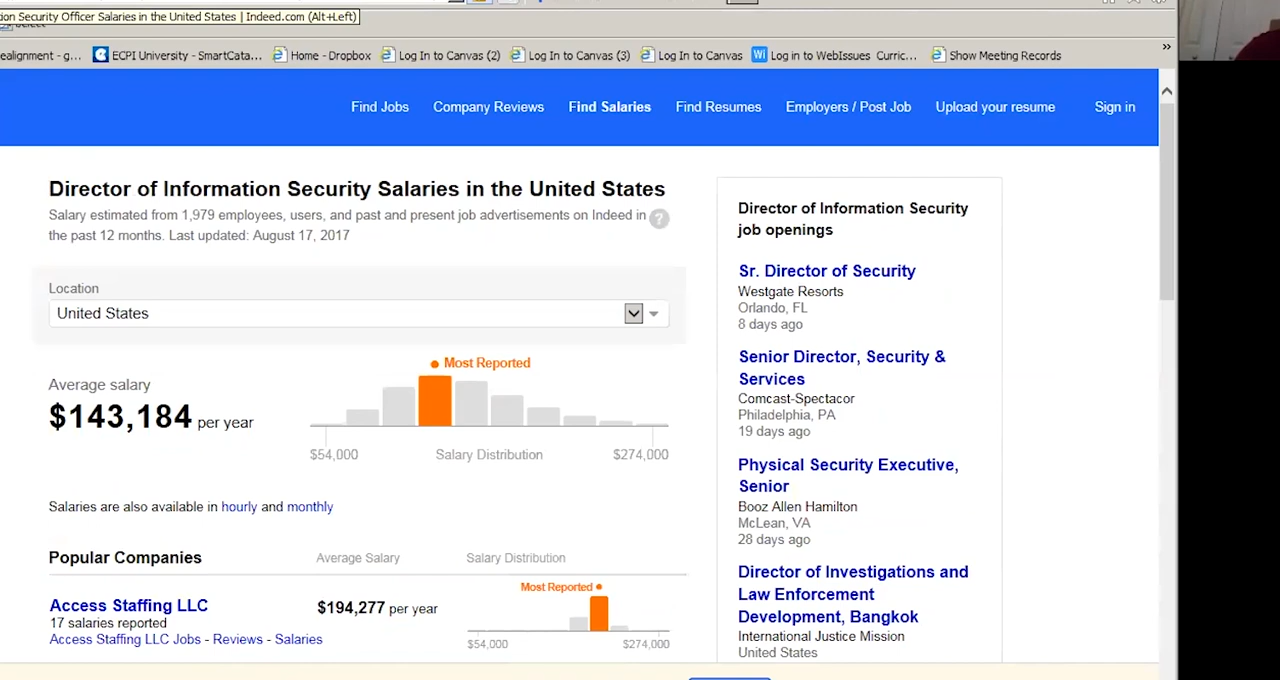 on Security Officer Salaries in the United States | Indeed.com (Alt+Left)
ealignment - g... ECPI University - SmartCata... Home - Dropbox Log In to Canvas (2) Log In to Canvas (3) Log In to Canvas Log in to WebIssues Curric... Show Meeting Records
Find Jobs Company Reviews Find Salaries Find Resumes Employers / Post Job Upload your resume Sign in
Director of Information Security Salaries in the United States
Salary estimated from 1,979 employees, users, and past and present job advertisements on Indeed in
the past 12 months. Last updated: August 17, 2017
Location
United States
Average salary
$143,184 per year
Most Reported
$54,000 Salary Distribution $274,000
Salaries are also available in hourly and monthly
Popular Companies Average Salary Salary Distribution
Access Staffing LLC
17 salaries reported
Access Staffing LLC Jobs - Reviews - Salaries
$194,277 per year
Most Reported
$54,000 $274,000
Director of Information Security
job openings
Sr. Director of Security
Westgate Resorts
Orlando, FL
8 days ago
Senior Director, Security &
Services
Comcast-Spectacor
Philadelphia, PA
19 days ago
Physical Security Executive,
Senior
Booz Allen Hamilton
McLean, VA
28 days ago
Director of Investigations and
Law Enforcement
Development, Bangkok
International Justice Mission
United States